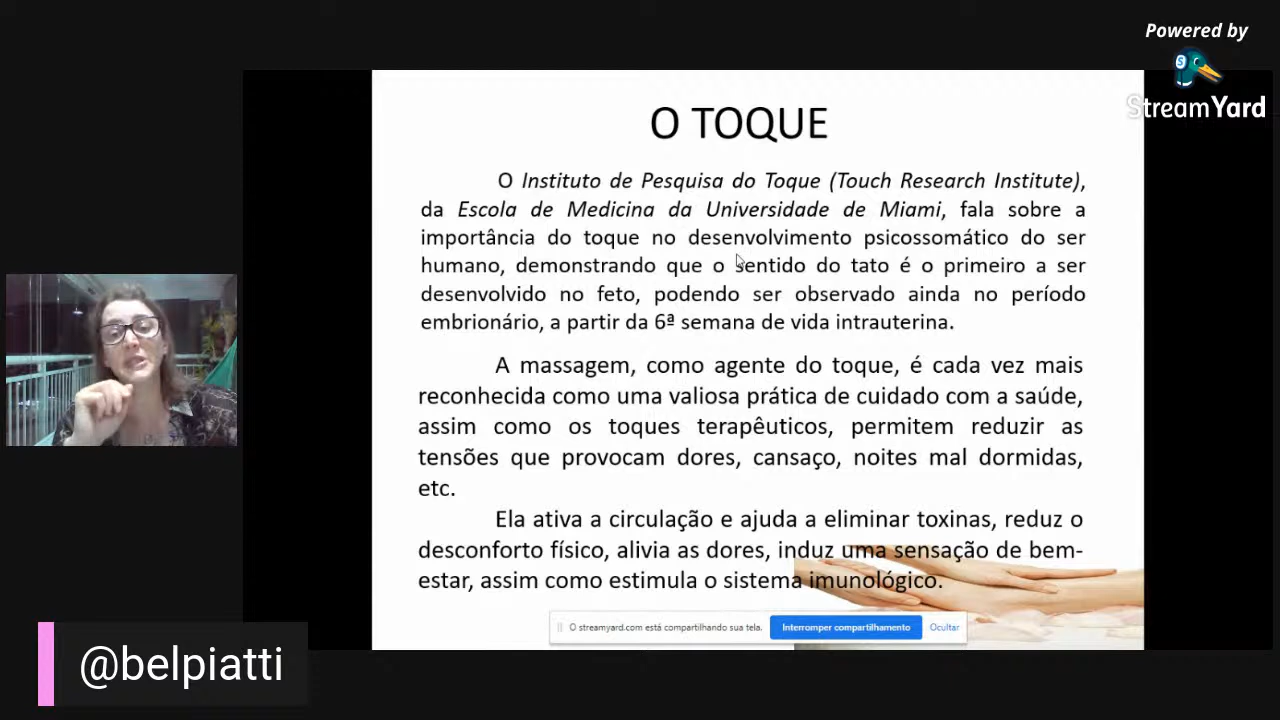 Powered by
StreamYard
O TOQUE
O Instituto de Pesquisa do Toque (Touch Research Institute),
da Escola de Medicina da Universidade de Miami, fala sobre a
importância do toque no desenvolvimento psicossomático do ser
humano, demonstrando que o sentido do tato é o primeiro a ser
desenvolvido no feto, podendo ser observado ainda no período
embrionário, a partir da 6ª semana de vida intrauterina.
A massagem, como agente do toque, é cada vez mais
reconhecida como uma valiosa prática de cuidado com a saúde,
assim como os toques terapêuticos, permitem reduzir as
tensões que provocam dores, cansaço, noites mal dormidas,
etc.
Ela ativa a circulação e ajuda a eliminar toxinas, reduz o
desconforto físico, alivia as dores, induz uma sensação de bem-
estar, assim como estimula o sistema imunológico.
O streamyard.com está compartilhando sua tela.
Interromper compartilhamento
Ocultar
@belpiatti